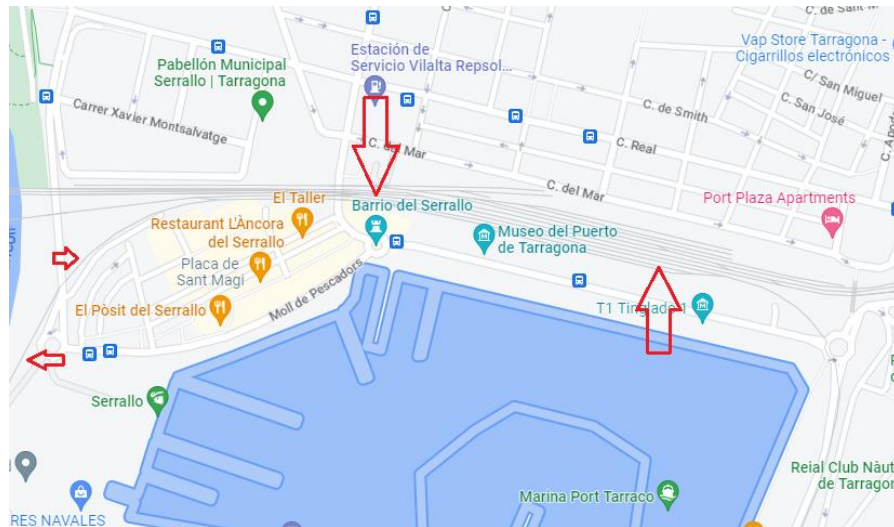 C. de Sant M
Vap Store Tarragona -
Cigarrillos electrónicos
Estación de
Servicio Vilalta Repsol...
Pabellón Municipal
Serrallo | Tarragona
C/ San Miguel
C. San José
C. de Smith
Carrer Xavier Montsalvatge
C. Real
C. del Mar
C. del Mar
El Taller
Port Plaza Apartments
Barrio del Serrallo
Restaurant L'Àncora
del Serrallo
Museo del Puerto
de Tarragona
Placa de
Sant Magi
Moll de Pescadors
El Pòsit del Serrallo
T1 Tinglado 1
Serrallo
Reial Club Nàut
de Tarragon
Marina Port Tarraco
RES NAVALES